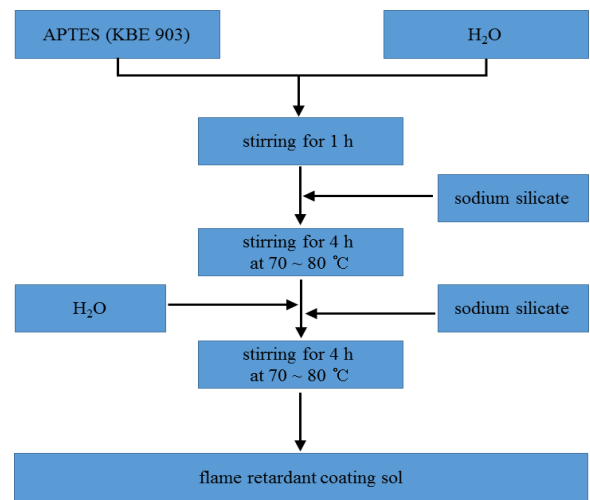 APTES (KBE 903)
H₂O
stirring for 1 h
sodium silicate
stirring for 4 h
at 70 ~ 80 ℃
H₂O
sodium silicate
stirring for 4 h
at 70 ~ 80 ℃
flame retardant coating sol